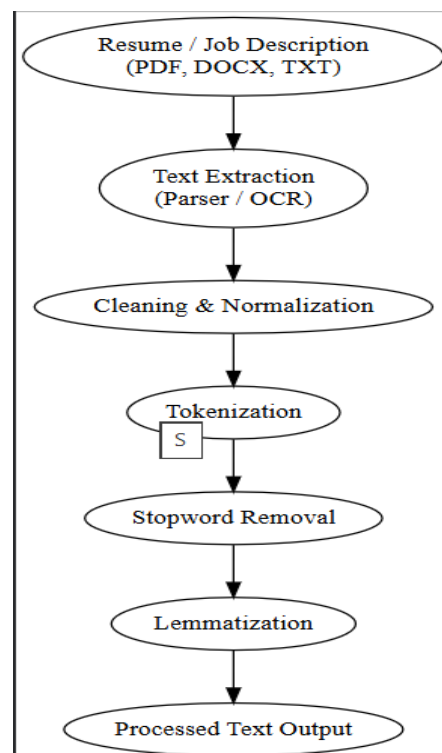 Resume / Job Description
(PDF, DOCX, TXT)
Text Extraction
(Parser / OCR)
Cleaning & Normalization
Tokenization
S
Stopword Removal
Lemmatization
Processed Text Output